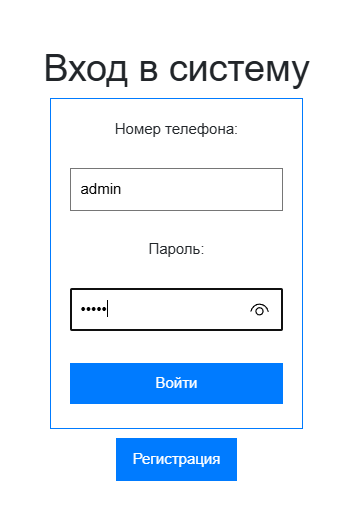 Вход в систему
Номер телефона:
admin
Пароль:
•••••
Войти
Регистрация